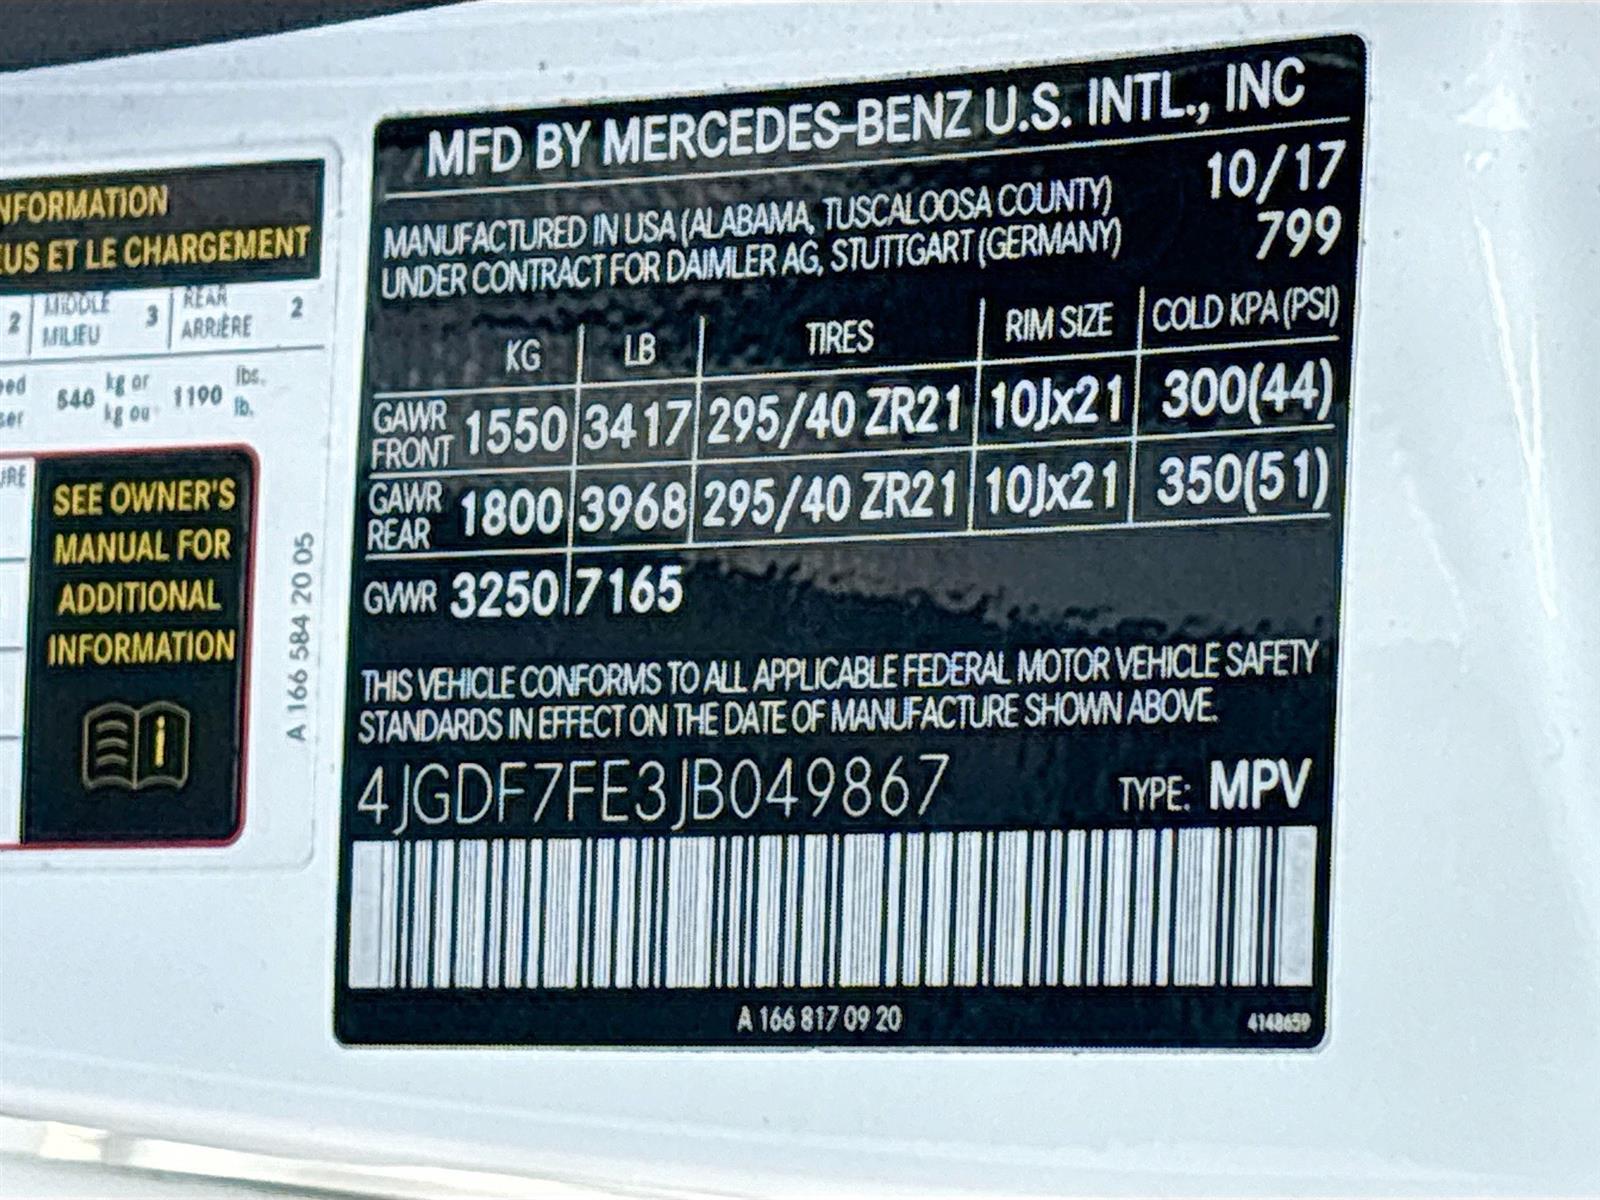 NFORMATION
EUS ET LE CHARGEMENT
2 MIDDLE MILIEU 3 REAR ARRIÈRE 2
540 kg or kg ou 1190 lbs. lb.
SEE OWNER'S
MANUAL FOR
ADDITIONAL
INFORMATION
A 166 584 20 05
MFD BY MERCEDES-BENZ U.S. INTL., INC
MANUFACTURED IN USA (ALABAMA, TUSCALOOSA COUNTY) 10/17
UNDER CONTRACT FOR DAIMLER AG, STUTTGART (GERMANY) 799
KG LB TIRES RIM SIZE COLD KPA (PSI)
GAWR FRONT 1550 3417 295/40 ZR21 10Jx21 300(44)
GAWR REAR 1800 3968 295/40 ZR21 10Jx21 350(51)
GVWR 3250 7165
THIS VEHICLE CONFORMS TO ALL APPLICABLE FEDERAL MOTOR VEHICLE SAFETY
STANDARDS IN EFFECT ON THE DATE OF MANUFACTURE SHOWN ABOVE.
4JGDF7FE3JB049867 TYPE: MPV
A 166 817 09 20
4148659